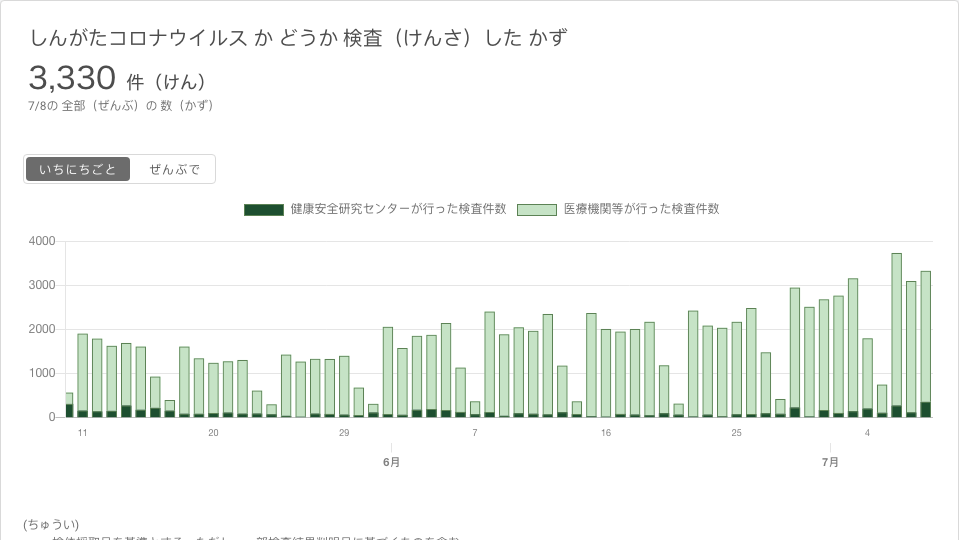 しんがたコロナウイルス か どうか 検査（けんさ）した かず
3,330 件（けん）
7/8の 全部（ぜんぶ）の 数（かず）
いちにちごと ぜんぶで
健康安全研究センターが行った検査件数 医療機関等が行った検査件数
4000
3000
2000
1000
0
11 20 29 7 16 25 4
6月 7月
(ちゅうい)